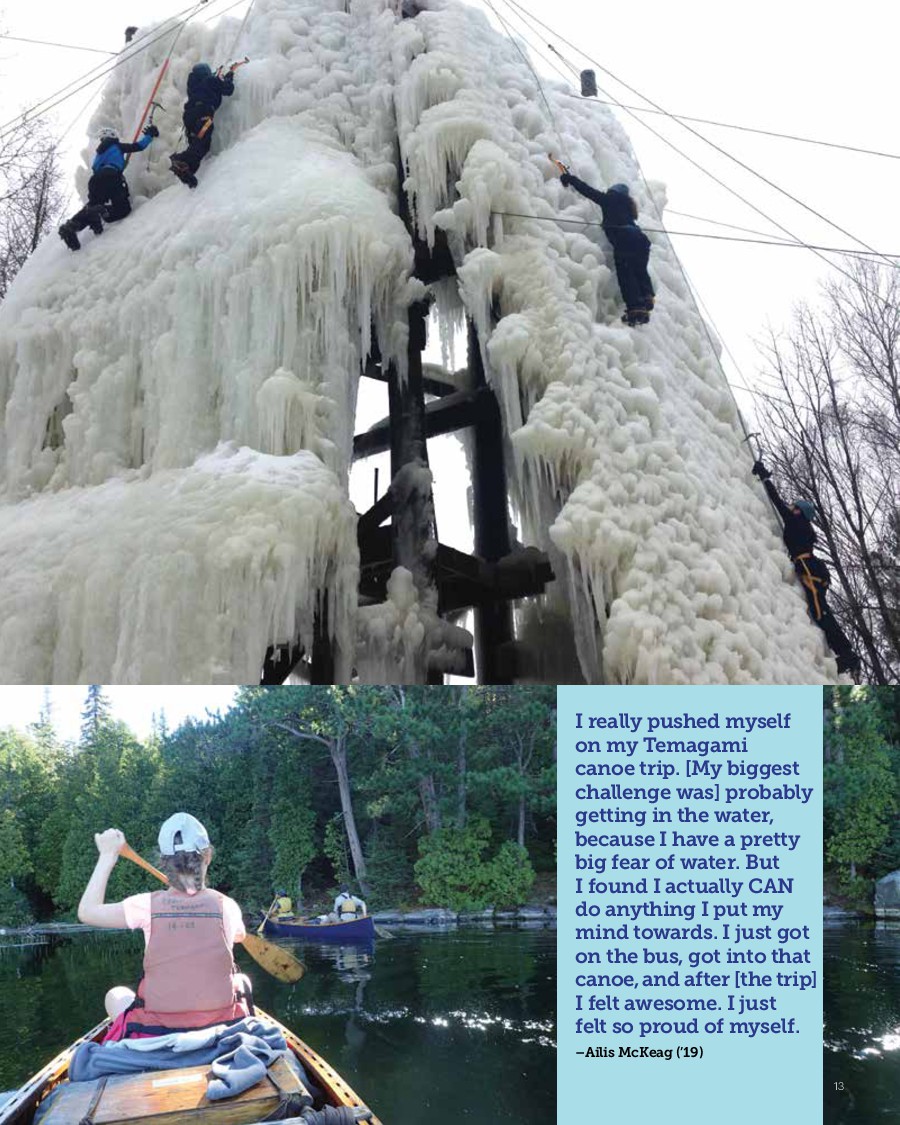 I really pushed myself
on my Temagami
canoe trip. [My biggest
challenge was] probably
getting in the water,
because I have a pretty
big fear of water. But
I found I actually CAN
do anything I put my
mind towards. I just got
on the bus, got into that
canoe, and after [the trip]
I felt awesome. I just
felt so proud of myself.
–Ailis McKeag (’19)
13